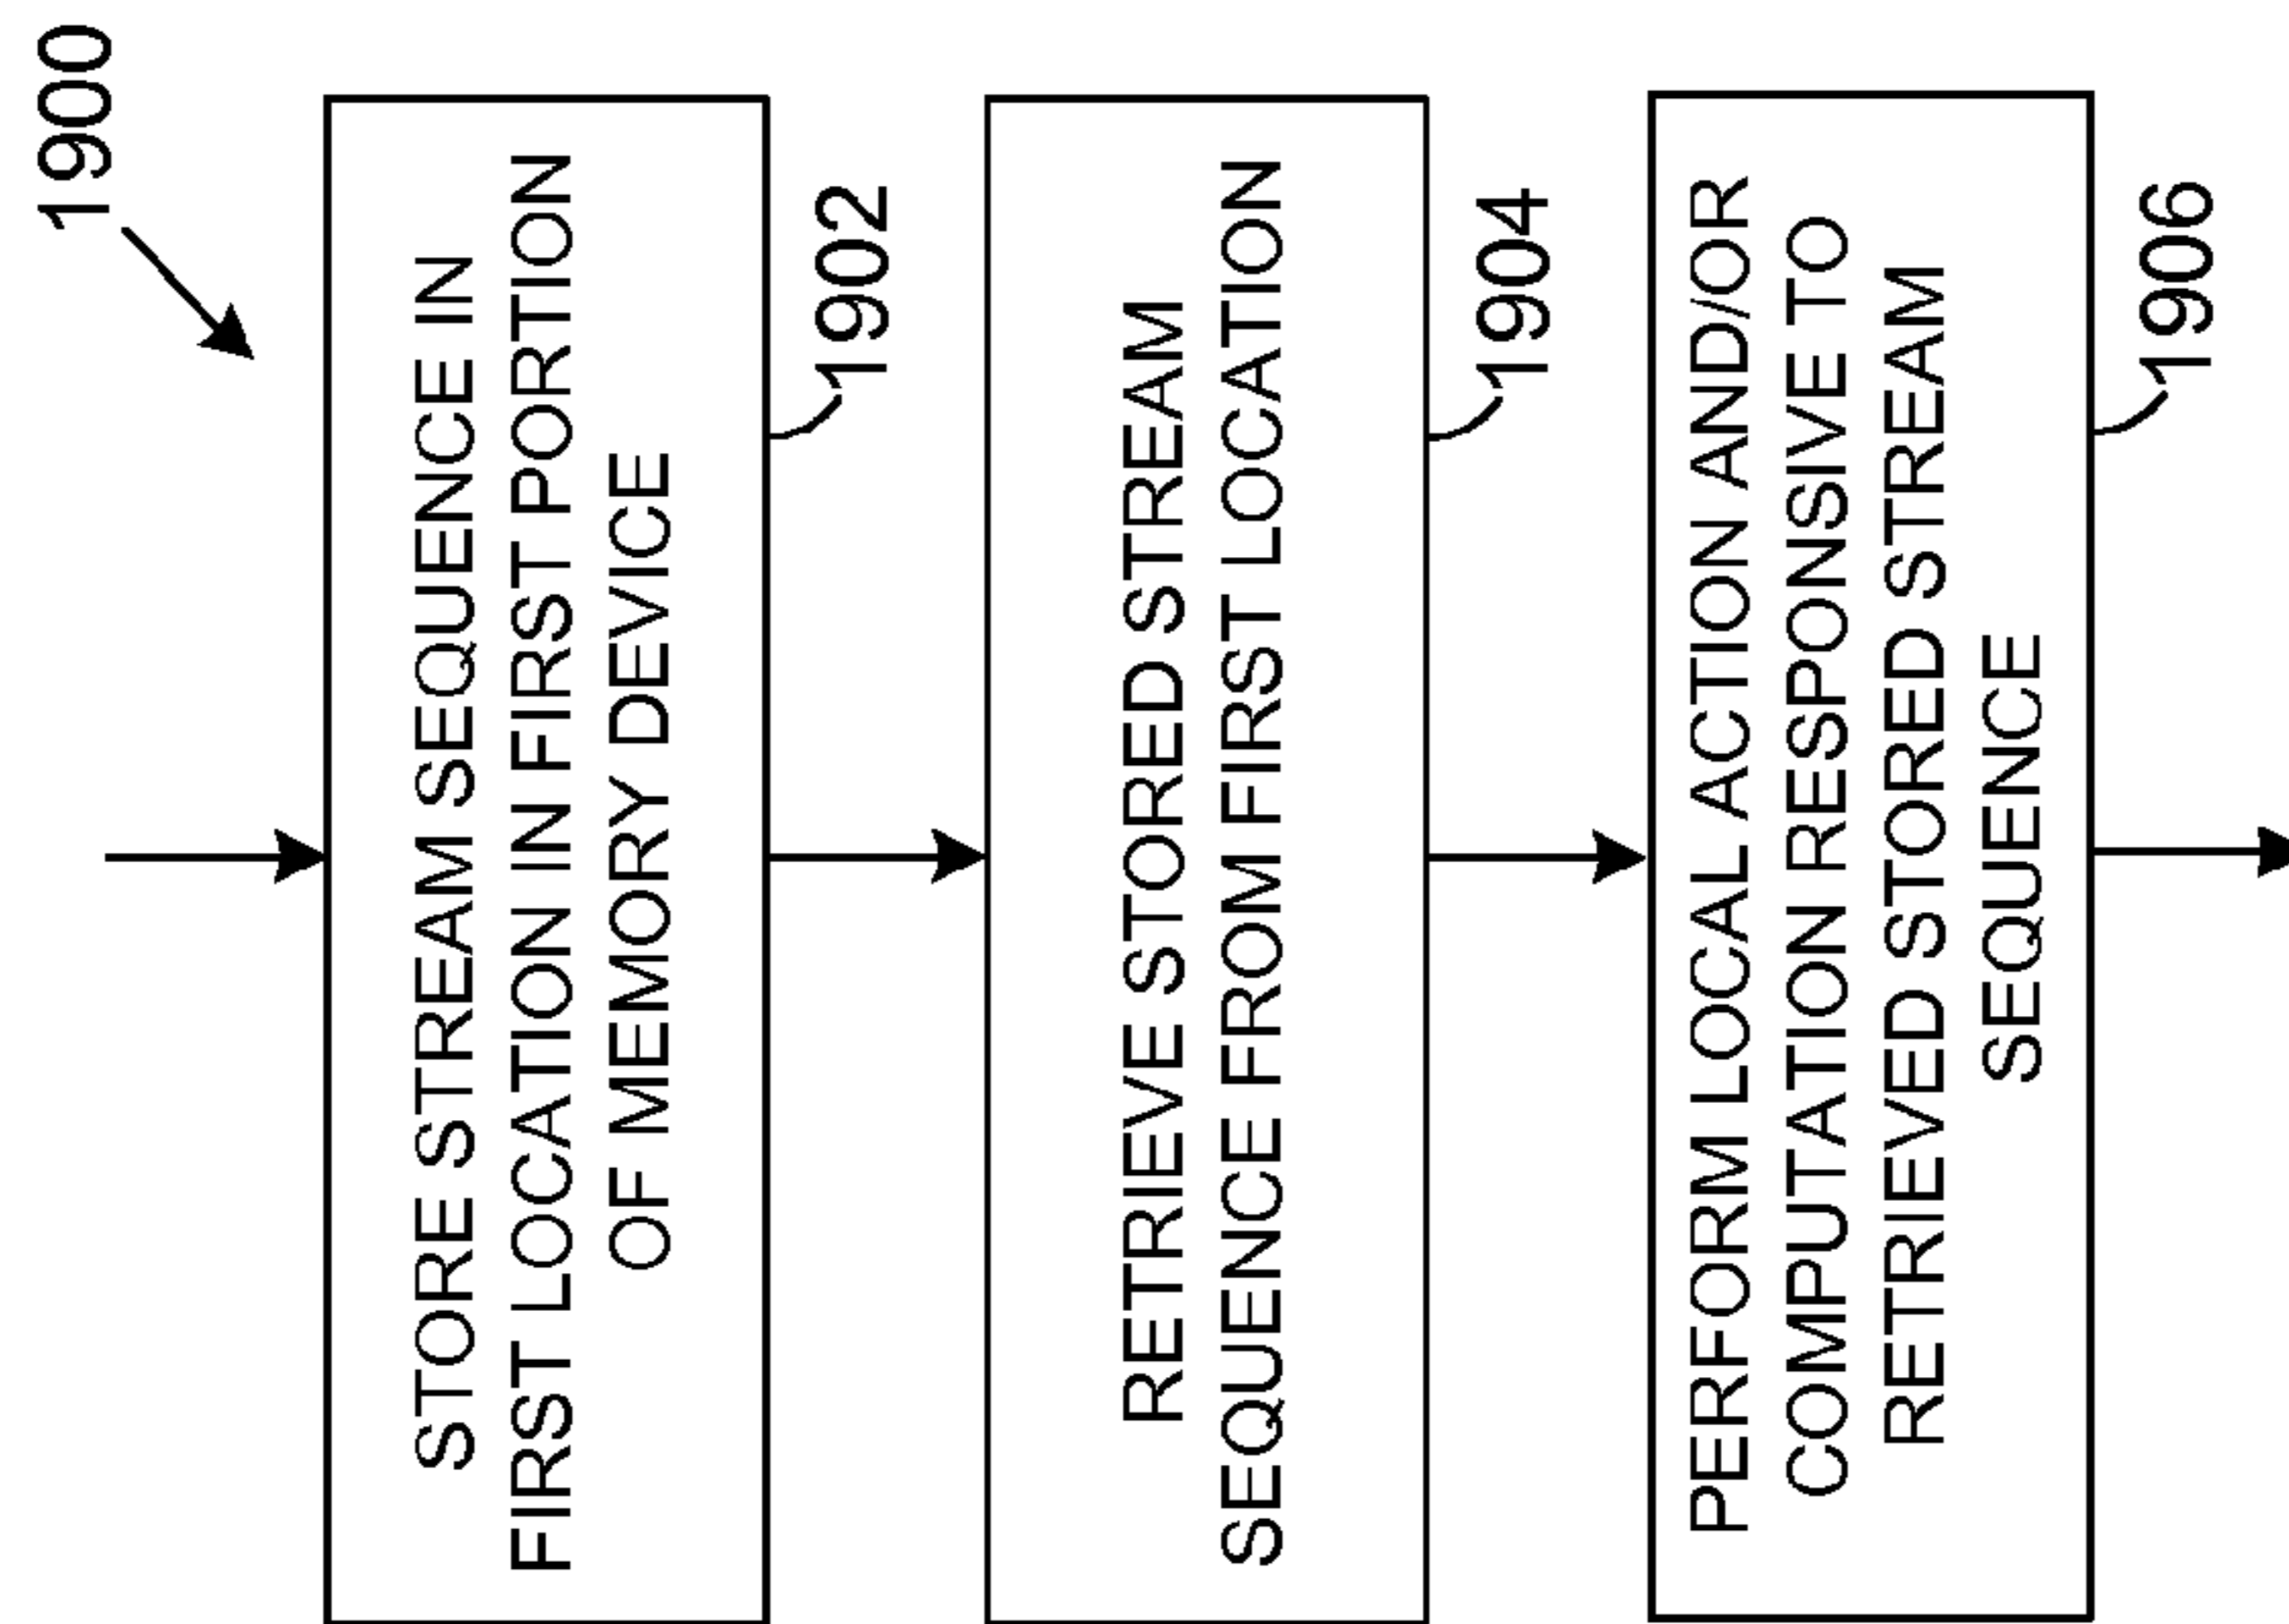 1900
STORE STREAM SEQUENCE IN
FIRST LOCATION IN FIRST PORTION
OF MEMORY DEVICE
1902
RETRIEVE STORED STREAM
SEQUENCE FROM FIRST LOCATION
1904
PERFORM LOCAL ACTION AND/OR
COMPUTATION RESPONSIVE TO
RETRIEVED STORED STREAM
SEQUENCE
1906